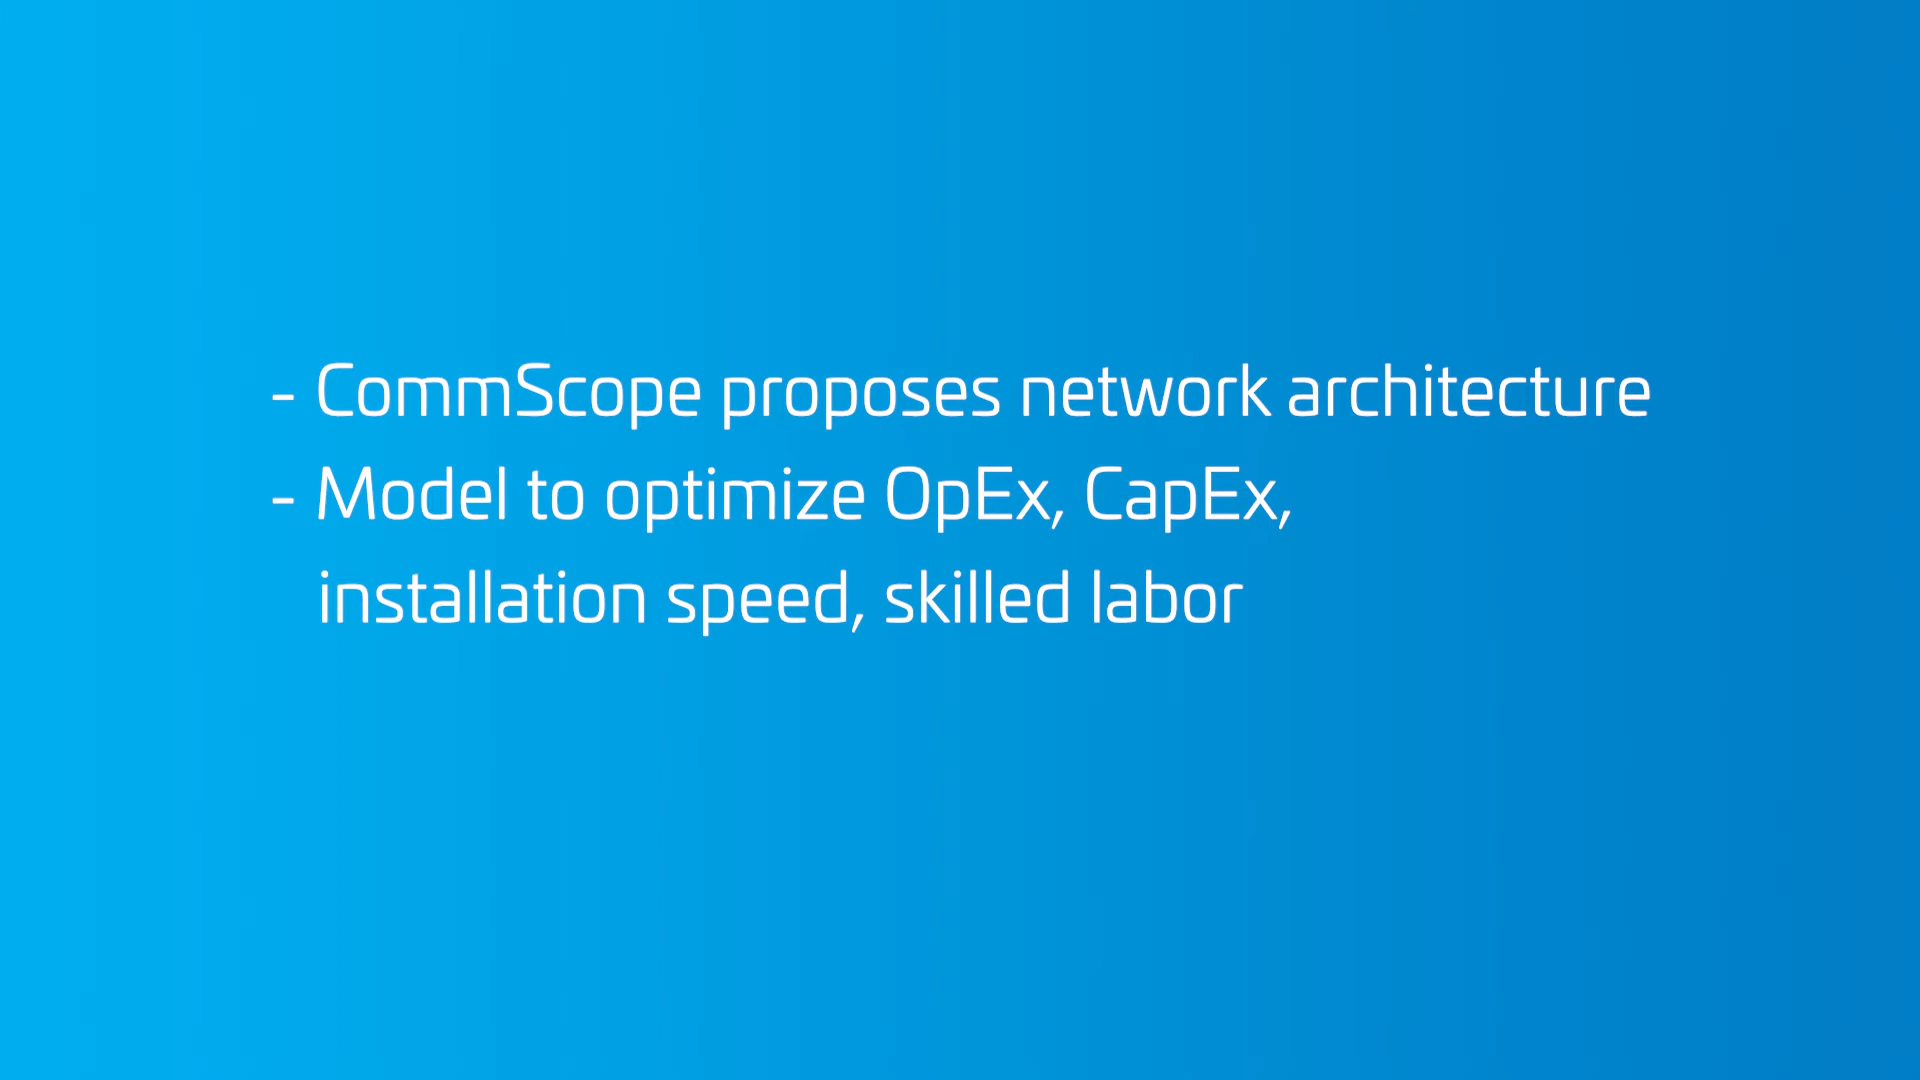 - CommScope proposes network architecture
- Model to optimize OpEx, CapEx,
installation speed, skilled labor